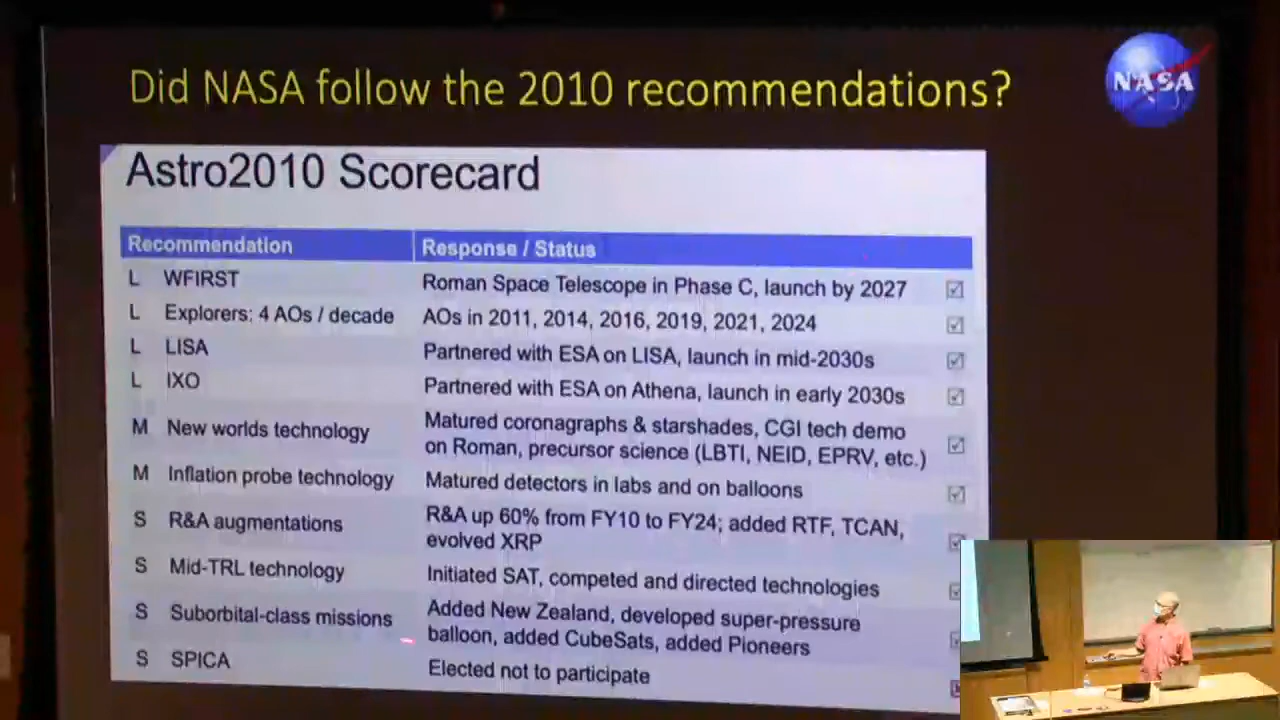 Did NASA follow the 2010 recommendations?
NASA
Astro2010 Scorecard
Recommendation Response / Status
L WFIRST Roman Space Telescope in Phase C, launch by 2027
L Explorers: 4 AOs / decade AOs in 2011, 2014, 2016, 2019, 2021, 2024
L LISA Partnered with ESA on LISA, launch in mid-2030s
L IXO Partnered with ESA on Athena, launch in early 2030s
M New worlds technology Matured coronagraphs & starshades, CGI tech demo
on Roman, precursor science (LBTI, NEID, EPRV, etc.)
M Inflation probe technology Matured detectors in labs and on balloons
S R&A augmentations R&A up 60% from FY10 to FY24; added RTF, TCAN,
evolved XRP
S Mid-TRL technology Initiated SAT, competed and directed technologies
S Suborbital-class missions Added New Zealand, developed super-pressure
balloon, added CubeSats, added Pioneers
S SPICA Elected not to participate